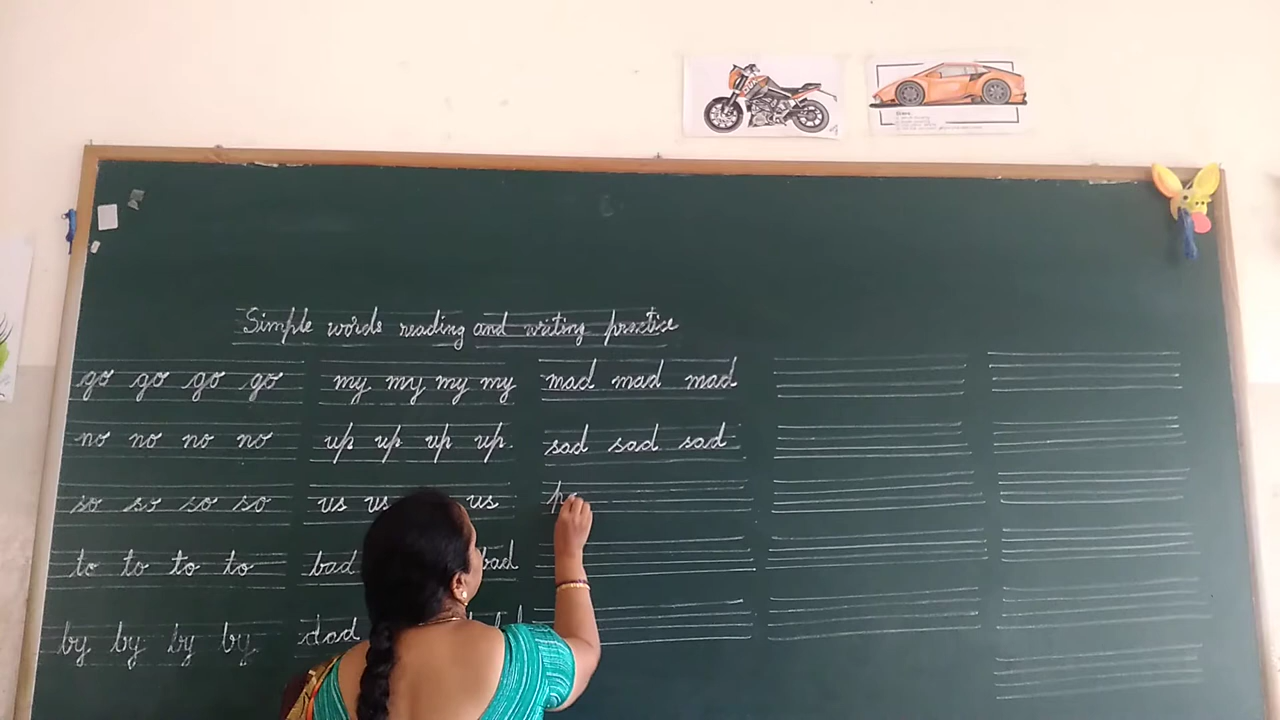 Simple words reading and writing practice
go go go go my my my my mad mad mad
no no no no up up up up. sad sad sad
so so so so us us us
to to to to bad bad
by by by by. dad